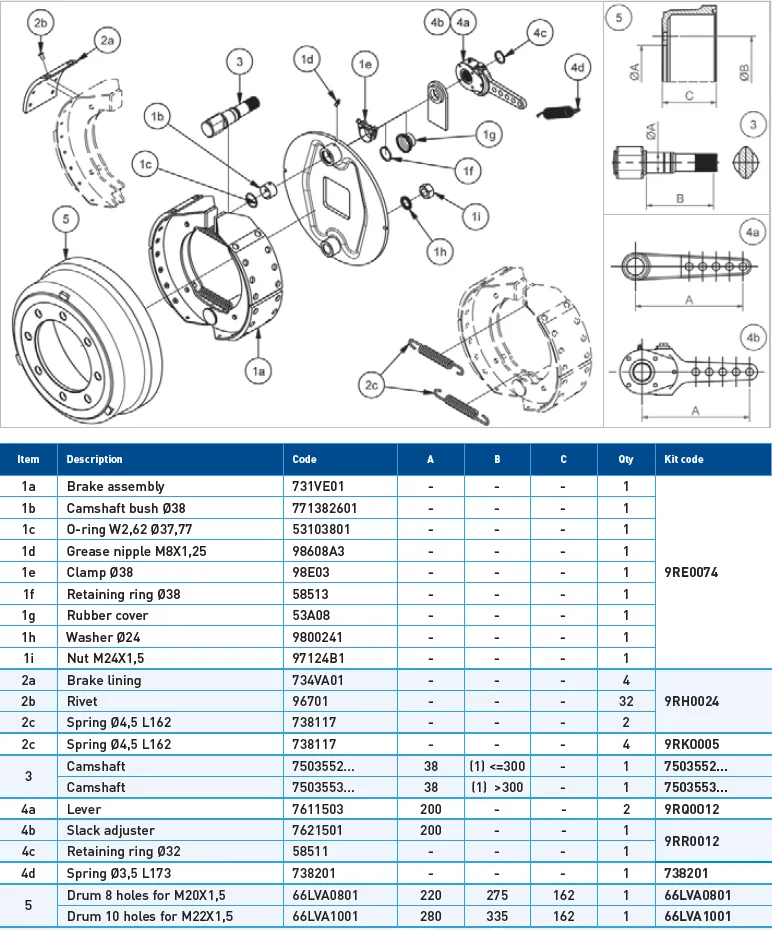 2b
2a
3
1d
1e
4b
4a
4c
4d
1b
1c
1g
1f
1i
1h
5
1a
2c
5
ØA
ØB
C
3
ØA
B
4a
A
4b
A
Item Description Code A B C Qty Kit code
1a Brake assembly 731VE01 - - - 1
1b Camshaft bush Ø38 771382601 - - - 1
1c O-ring W2,62 Ø37,77 53103801 - - - 1
1d Grease nipple M8X1,25 98608A3 - - - 1
1e Clamp Ø38 98E03 - - - 1 9RE0074
1f Retaining ring Ø38 58513 - - - 1
1g Rubber cover 53A08 - - - 1
1h Washer Ø24 9800241 - - - 1
1i Nut M24X1,5 97124B1 - - - 1
2a Brake lining 734VA01 - - - 4
2b Rivet 96701 - - - 32 9RH0024
2c Spring Ø4,5 L162 738117 - - - 2
2c Spring Ø4,5 L162 738117 - - - 4 9RK0005
3 Camshaft 7503552... 38 (1) <=300 - 1 7503552...
Camshaft 7503553... 38 (1) >300 - 1 7503553...
4a Lever 7611503 200 - - 2 9RQ0012
4b Slack adjuster 7621501 200 - - 1 9RR0012
4c Retaining ring Ø32 58511 - - - 1
4d Spring Ø3,5 L173 738201 - - - 1 738201
5 Drum 8 holes for M20X1,5 66LVA0801 220 275 162 1 66LVA0801
Drum 10 holes for M22X1,5 66LVA1001 280 335 162 1 66LVA1001